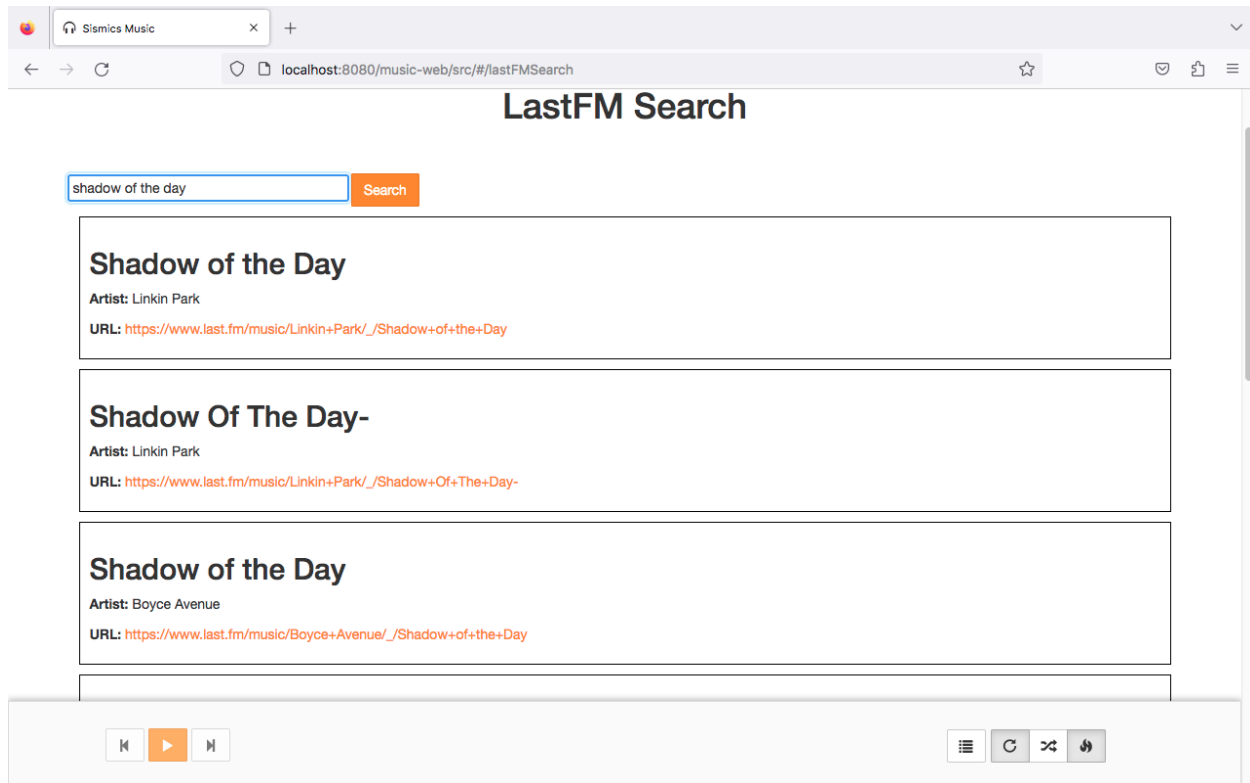 Sismics Music
localhost:8080/music-web/src/#/lastFMSearch
LastFM Search
shadow of the day Search
Shadow of the Day
Artist: Linkin Park
URL: https://www.last.fm/music/Linkin+Park/_/Shadow+of+the+Day
Shadow Of The Day-
Artist: Linkin Park
URL: https://www.last.fm/music/Linkin+Park/_/Shadow+Of+The+Day-
Shadow of the Day
Artist: Boyce Avenue
URL: https://www.last.fm/music/Boyce+Avenue/_/Shadow+of+the+Day